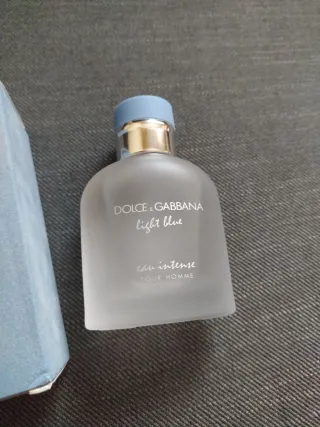 DOLCE & GABBANA
light blue
eau intense
POUR HOMME